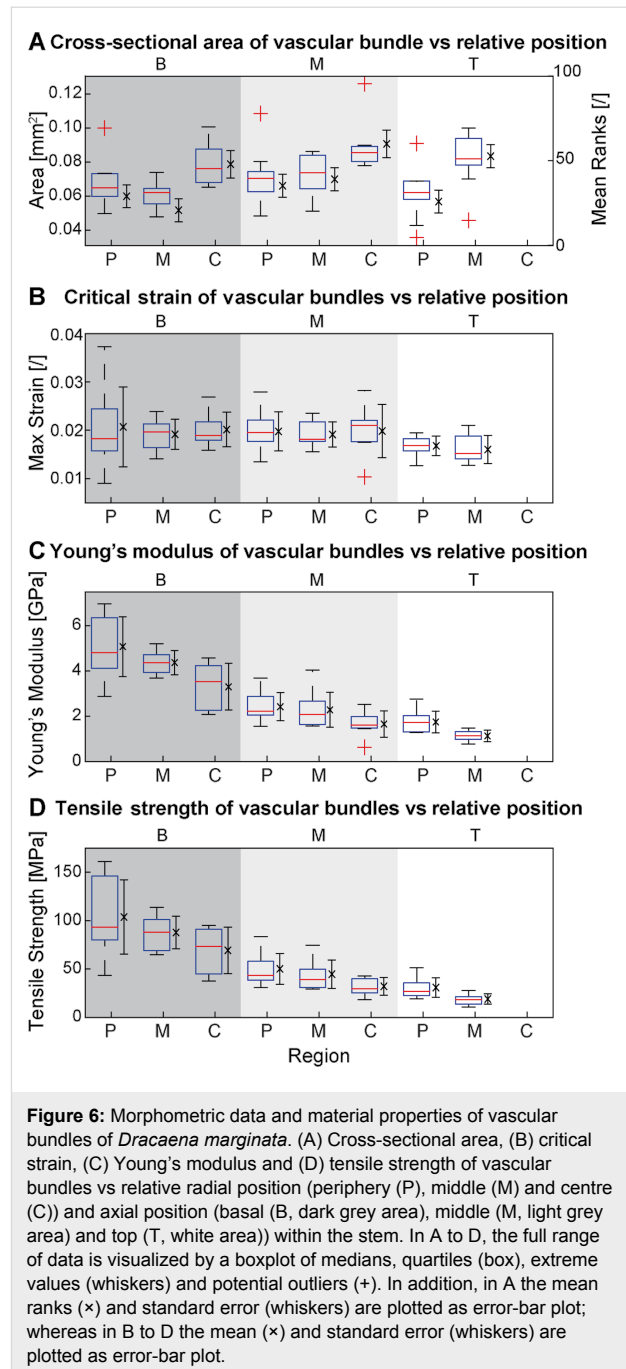 A Cross-sectional area of vascular bundle vs relative position
B M T
0.12
0.10
0.08
0.06
0.04
Area [mm²]
100
50
0
Mean Ranks [/]
P M C P M C P M C
B Critical strain of vascular bundles vs relative position
B M T
0.04
0.03
0.02
0.01
Max Strain [/]
P M C P M C P M C
C Young's modulus of vascular bundles vs relative position
B M T
6
4
2
0
Young's Modulus [GPa]
P M C P M C P M C
D Tensile strength of vascular bundles vs relative position
B M T
150
100
50
0
Tensile Strength [MPa]
P M C P M C P M C
Region
Figure 6: Morphometric data and material properties of vascular
bundles of Dracaena marginata. (A) Cross-sectional area, (B) critical
strain, (C) Young's modulus and (D) tensile strength of vascular
bundles vs relative radial position (periphery (P), middle (M) and centre
(C)) and axial position (basal (B, dark grey area), middle (M, light grey
area) and top (T, white area)) within the stem. In A to D, the full range
of data is visualized by a boxplot of medians, quartiles (box), extreme
values (whiskers) and potential outliers (+). In addition, in A the mean
ranks (×) and standard error (whiskers) are plotted as error-bar plot;
whereas in B to D the mean (×) and standard error (whiskers) are
plotted as error-bar plot.